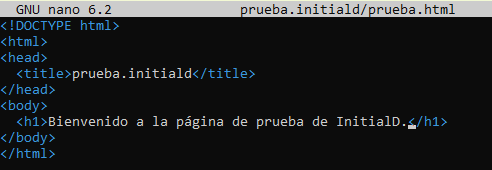 GNU nano 6.2 prueba.initiald/prueba.html
<!DOCTYPE html>
<html>
<head>
  <title>prueba.initiald</title>
</head>
<body>
  <h1>Bienvenido a la página de prueba de InitialD.</h1>
</body>
</html>